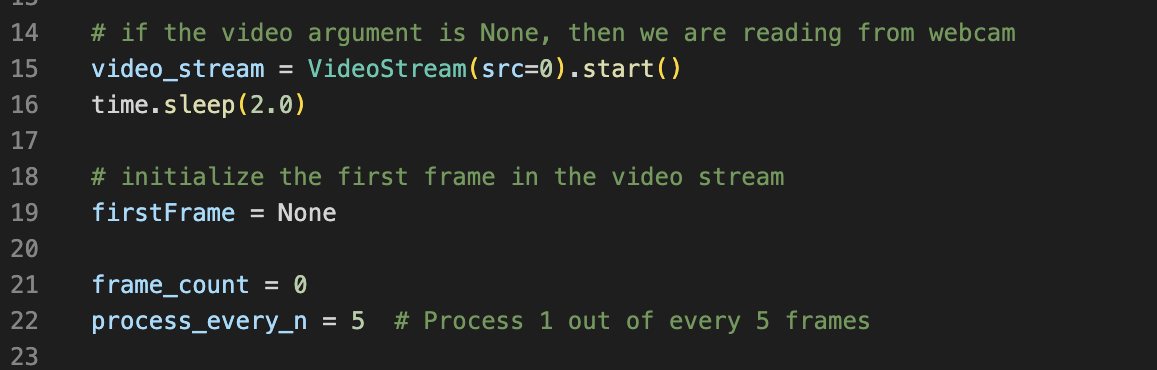 14 # if the video argument is None, then we are reading from webcam
15 video_stream = VideoStream(src=0).start()
16 time.sleep(2.0)
17
18 # initialize the first frame in the video stream
19 firstFrame = None
20
21 frame_count = 0
22 process_every_n = 5  # Process 1 out of every 5 frames
23